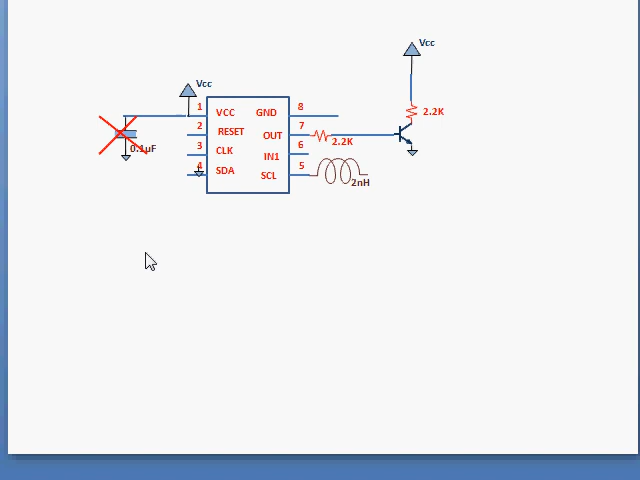 Vcc
Vcc
1 VCC GND 8
2.2K
2 RESET OUT 7
2.2K
0.1uF
3 CLK IN1 6
4 SDA SCL 5
2nH